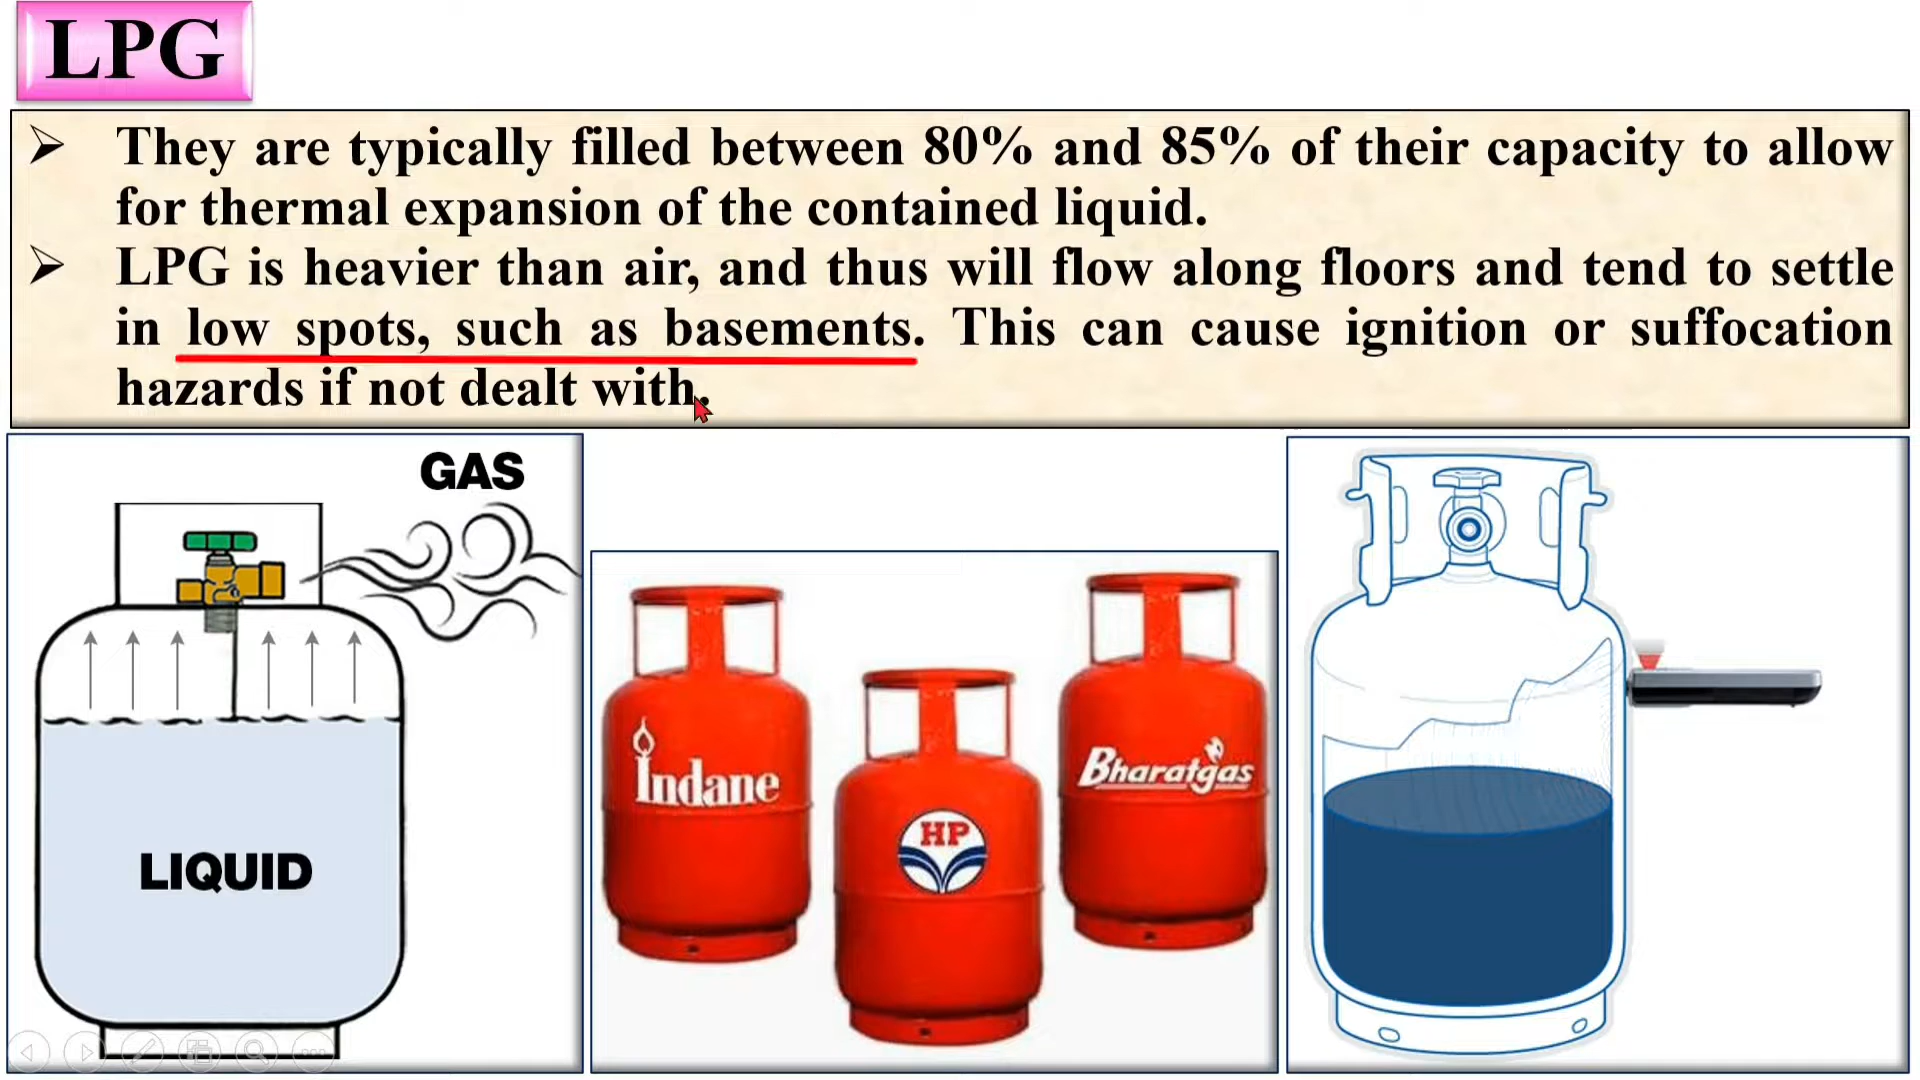 LPG
➢ They are typically filled between 80% and 85% of their capacity to allow
for thermal expansion of the contained liquid.
➢ LPG is heavier than air, and thus will flow along floors and tend to settle
in low spots, such as basements. This can cause ignition or suffocation
hazards if not dealt with.
GAS
LIQUID
Indane
HP
Bharatgas